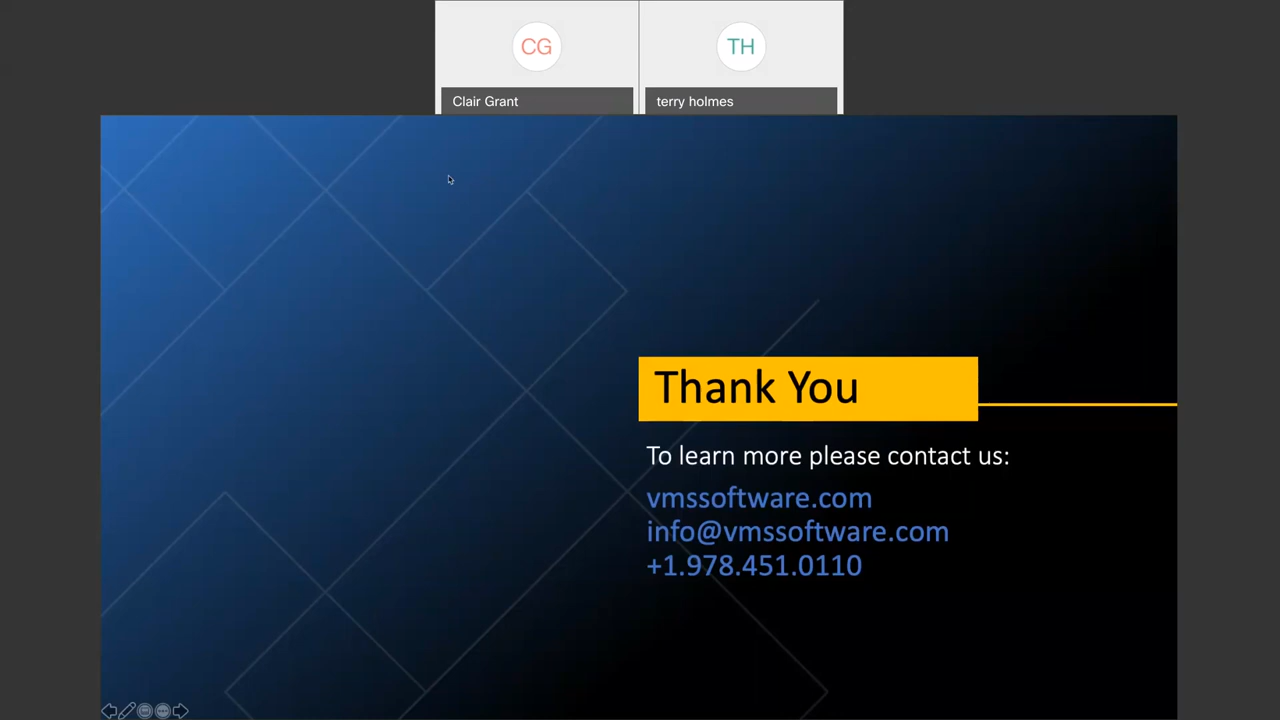 CG
TH
Clair Grant
terry holmes
Thank You
To learn more please contact us:
vmssoftware.com
info@vmssoftware.com
+1.978.451.0110